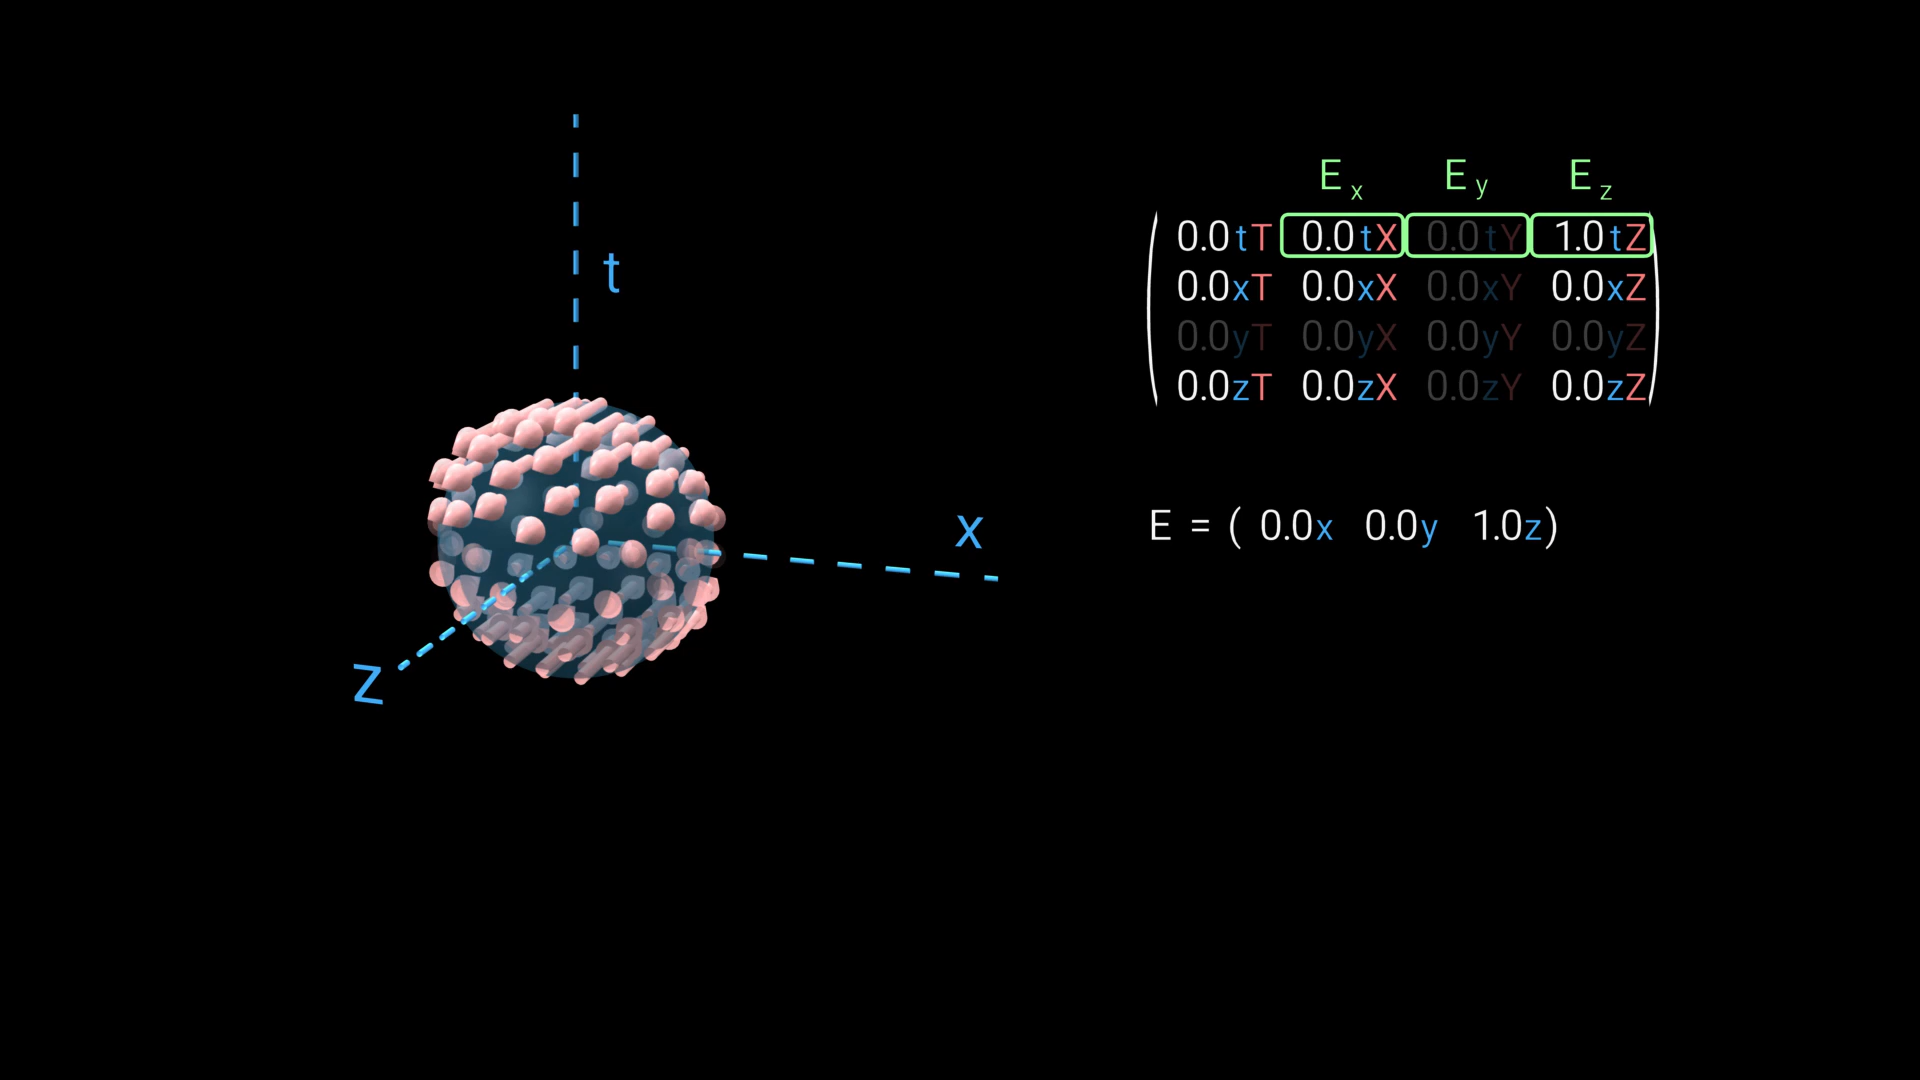 t
x
z
E x E y E z
0.0tT 0.0tX 0.0tY 1.0tZ
0.0xT 0.0xX 0.0xY 0.0xZ
0.0yT 0.0yX 0.0yY 0.0yZ
0.0zT 0.0zX 0.0zY 0.0zZ
E = ( 0.0x 0.0y 1.0z )